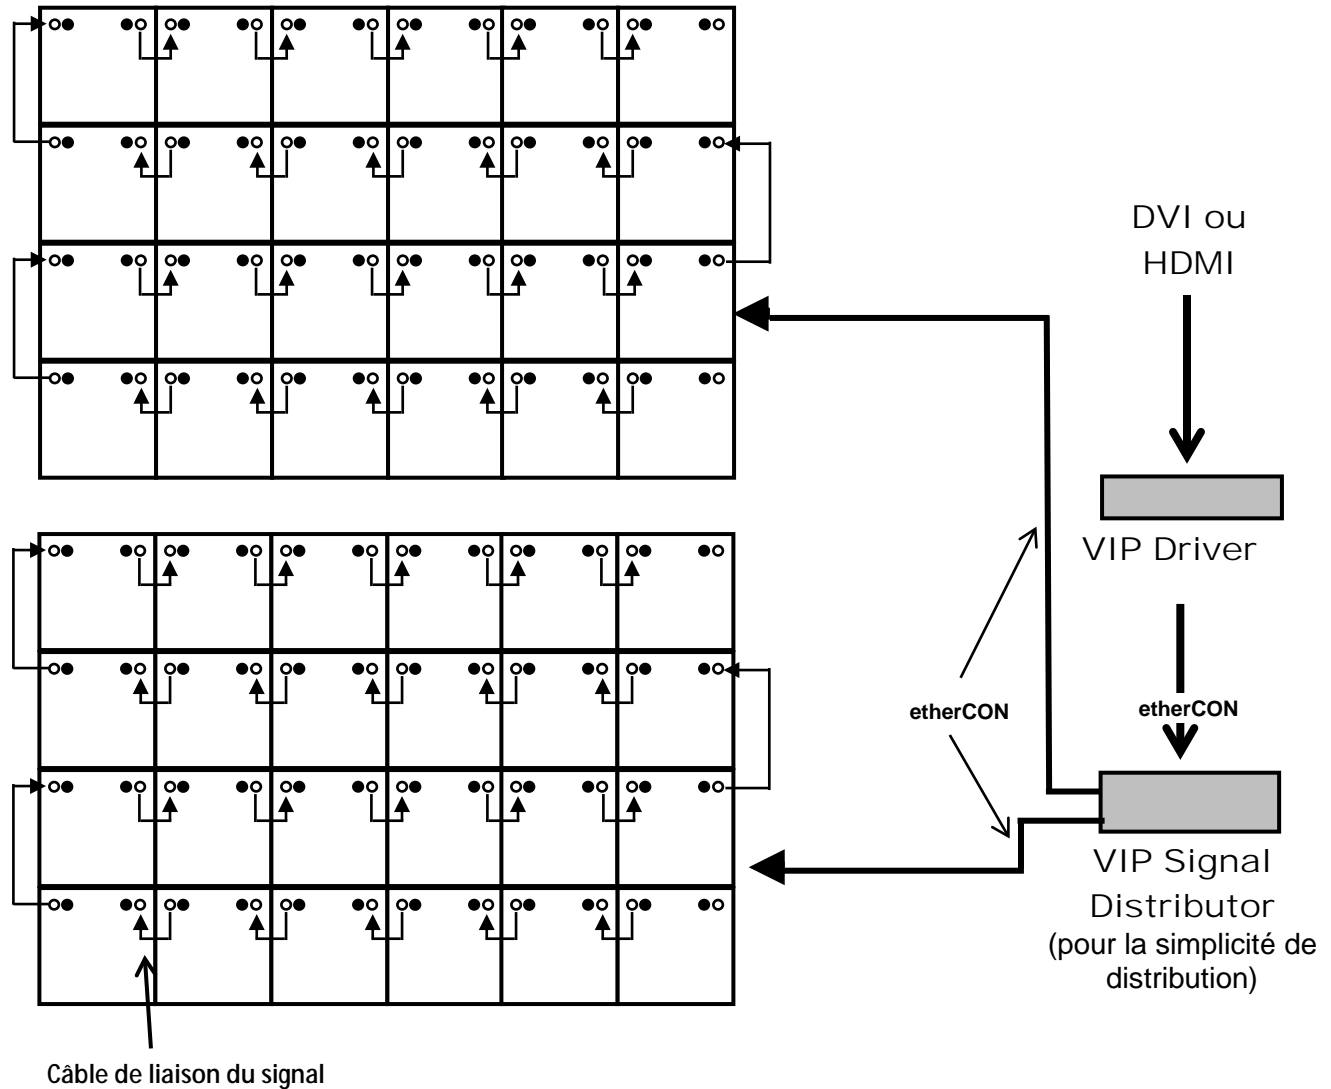 DVI ou
HDMI
VIP Driver
etherCON
etherCON
VIP Signal
Distributor
(pour la simplicité de
distribution)
Câble de liaison du signal